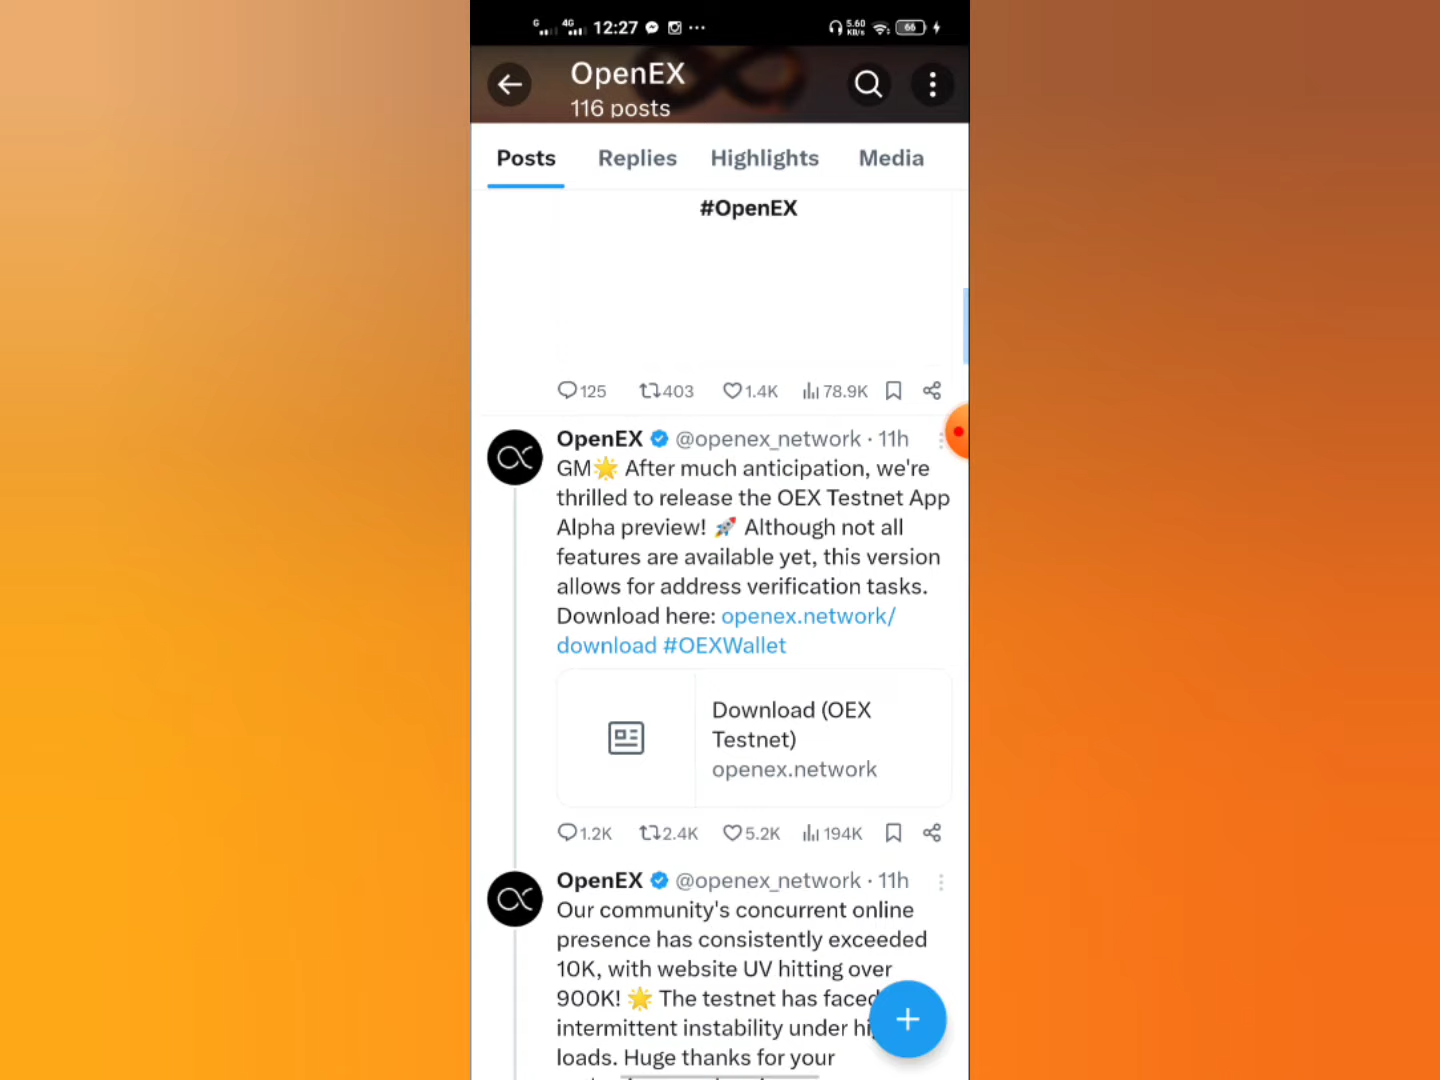 G 4G 12:27 ... 5.60 KB/s 66
OpenEX
116 posts
Posts Replies Highlights Media
#OpenEX
125 403 1.4K 78.9K
OpenEX @openex_network · 11h
GM🌟 After much anticipation, we're
thrilled to release the OEX Testnet App
Alpha preview! 🚀 Although not all
features are available yet, this version
allows for address verification tasks.
Download here: openex.network/
download #OEXWallet
Download (OEX
Testnet)
openex.network
1.2K 2.4K 5.2K 194K
OpenEX @openex_network · 11h
Our community's concurrent online
presence has consistently exceeded
10K, with website UV hitting over
900K! 🌟 The testnet has faced
intermittent instability under
loads. Huge thanks for your